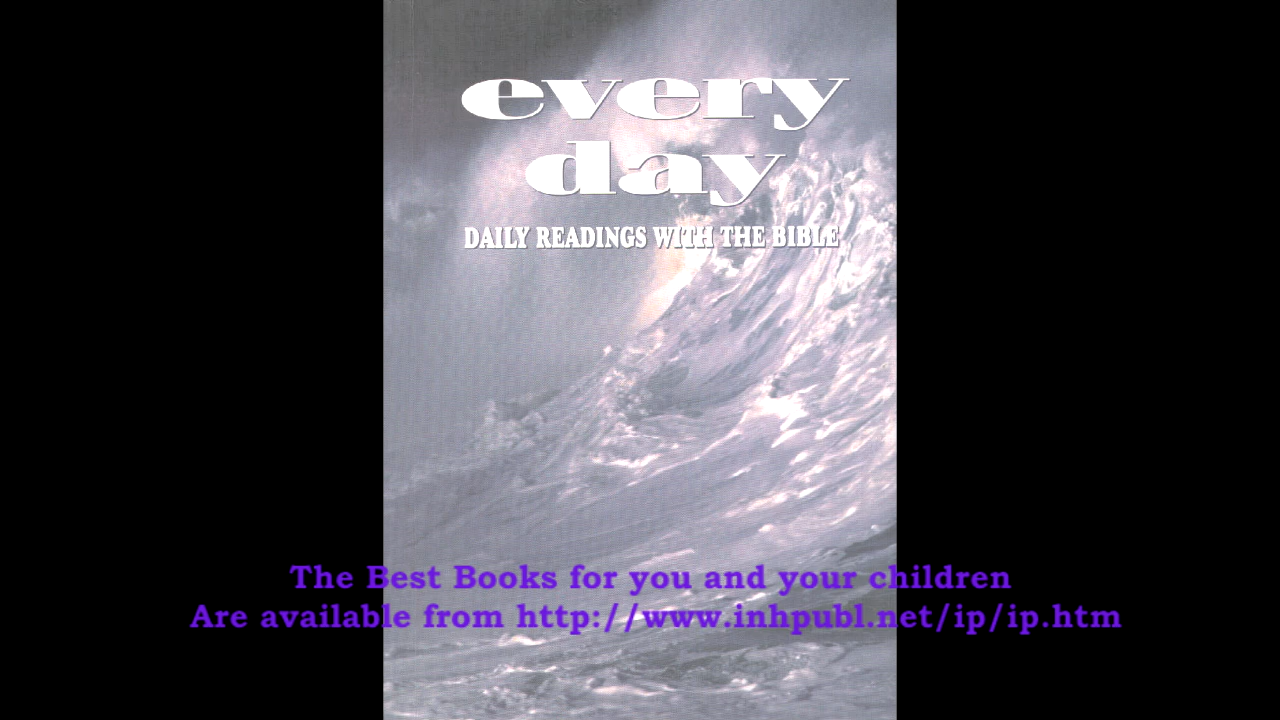 every
day
DAILY READINGS WITH THE BIBLE
The Best Books for you and your children
Are available from http://www.inhpubl.net/ip/ip.htm